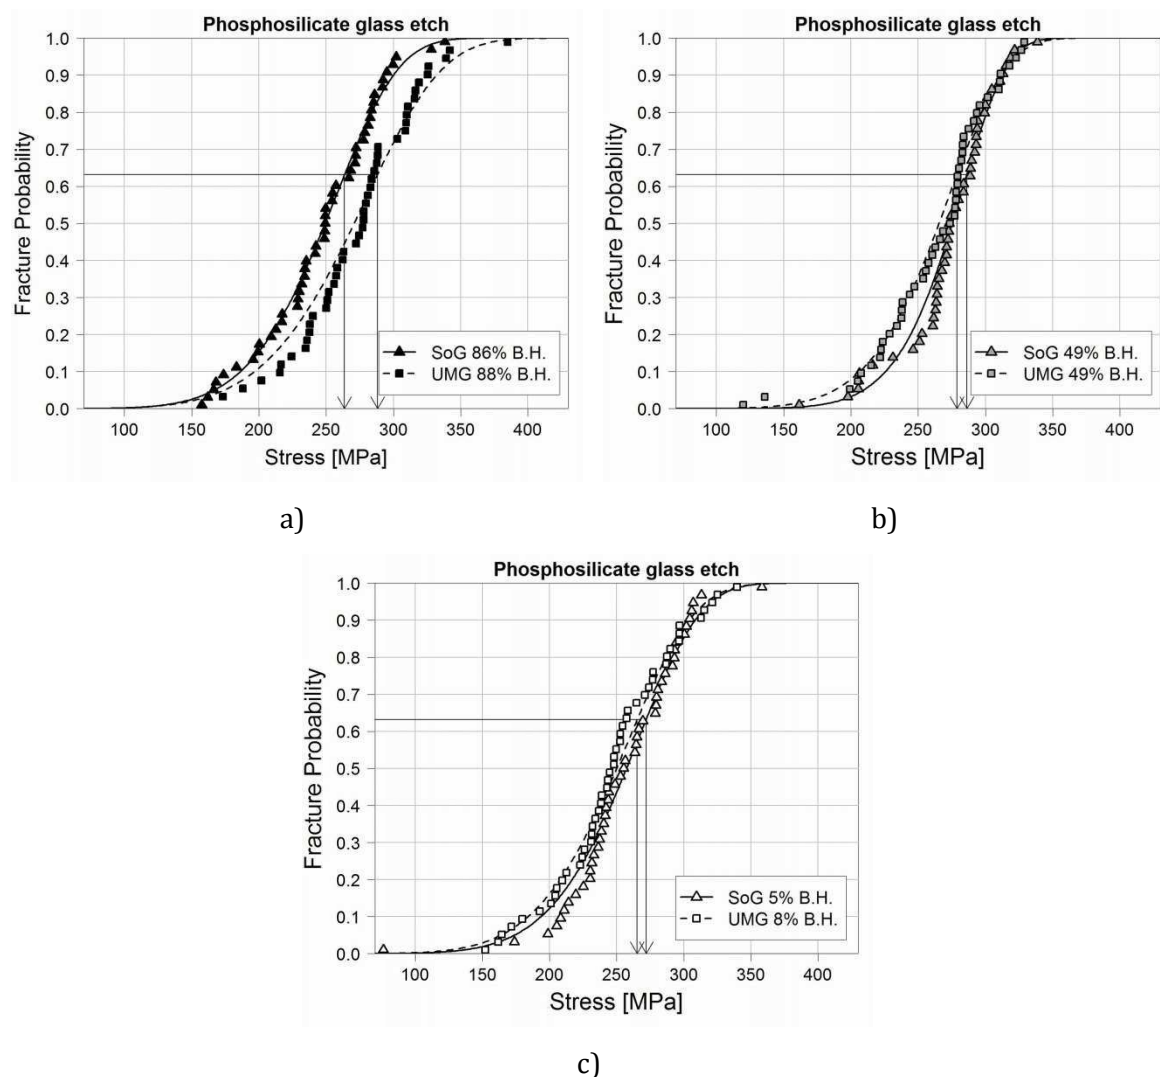 Phosphosilicate glass etch
1.0
0.9
0.8
0.7
0.6
0.5
0.4
0.3
0.2
0.1
0.0
Fracture Probability
SoG 86% B.H.
UMG 88% B.H.
100 150 200 250 300 350 400
Stress [MPa]
a)
Phosphosilicate glass etch
1.0
0.9
0.8
0.7
0.6
0.5
0.4
0.3
0.2
0.1
0.0
Fracture Probability
SoG 49% B.H.
UMG 49% B.H.
100 150 200 250 300 350 400
Stress [MPa]
b)
Phosphosilicate glass etch
1.0
0.9
0.8
0.7
0.6
0.5
0.4
0.3
0.2
0.1
0.0
Fracture Probability
SoG 5% B.H.
UMG 8% B.H.
100 150 200 250 300 350 400
Stress [MPa]
c)